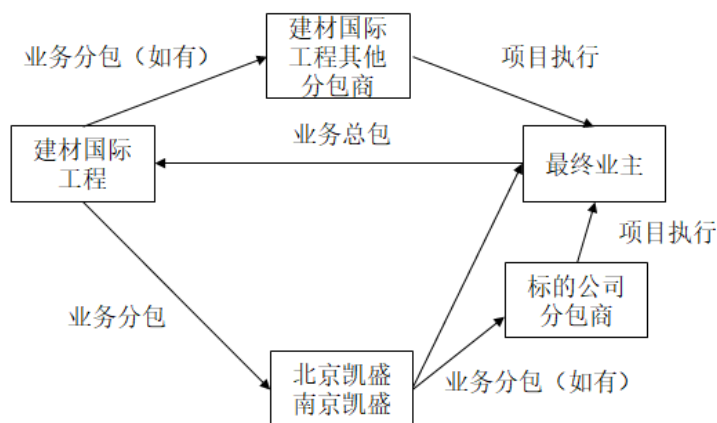 建材国际
工程其他
分包商
业务分包（如有）
项目执行
业务总包
建材国际
工程
最终业主
项目执行
标的公司
分包商
业务分包
北京凯盛
南京凯盛
业务分包（如有）